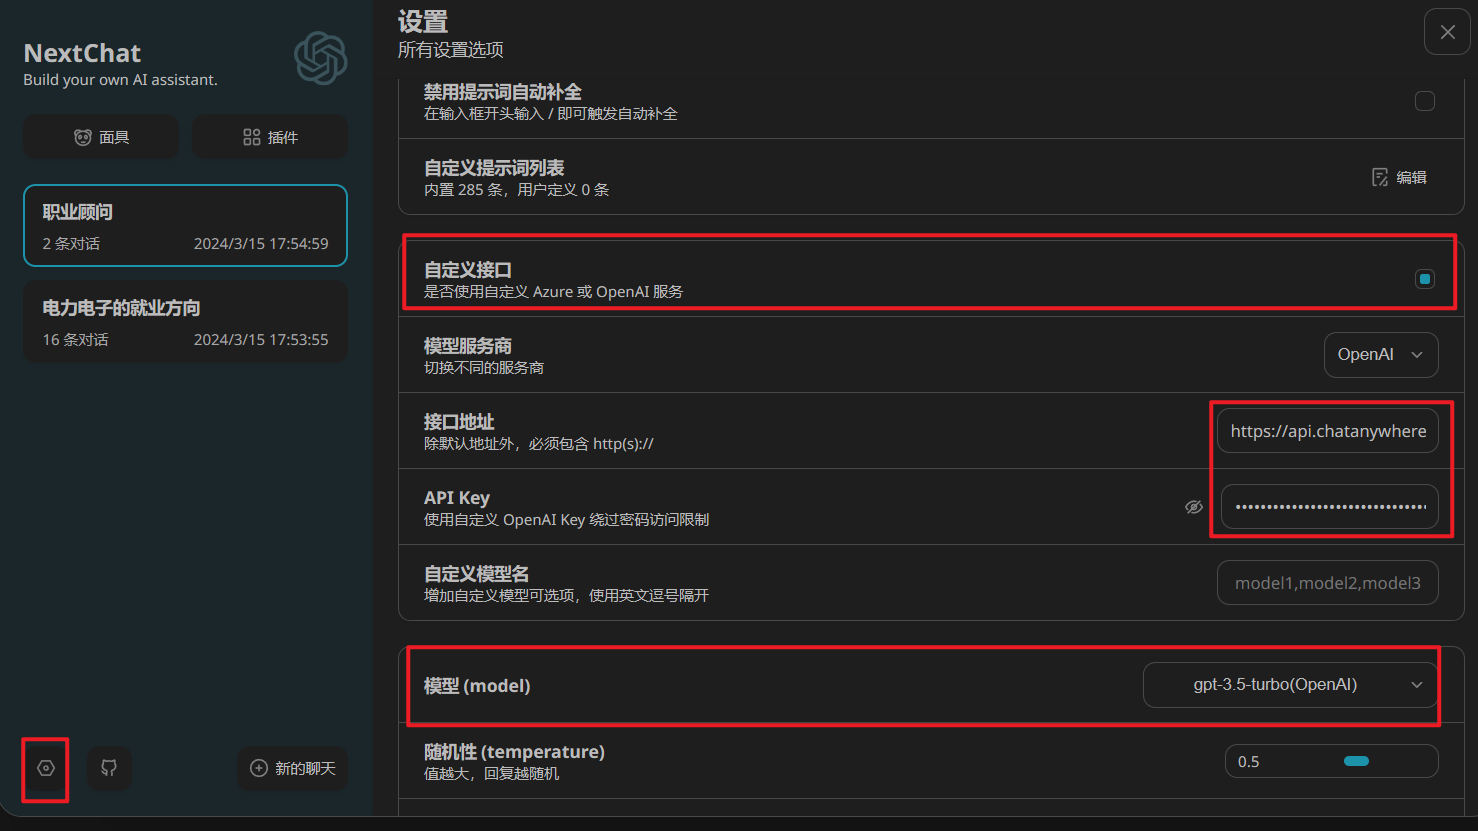 NextChat
Build your own AI assistant.
面具
插件
职业顾问
2 条对话
2024/3/15 17:54:59
电力电子的就业方向
16 条对话
2024/3/15 17:53:55
新的聊天
设置
所有设置选项
禁用提示词自动补全
在输入框开头输入 / 即可触发自动补全
自定义提示词列表
内置 285 条，用户定义 0 条
编辑
自定义接口
是否使用自定义 Azure 或 OpenAI 服务
模型服务商
切换不同的服务商
OpenAI
接口地址
除默认地址外，必须包含 http(s)://
https://api.chatanywhere
API Key
使用自定义 OpenAI Key 绕过密码访问限制
自定义模型名
增加自定义模型可选项，使用英文逗号隔开
model1,model2,model3
模型 (model)
gpt-3.5-turbo(OpenAI)
随机性 (temperature)
值越大，回复越随机
0.5